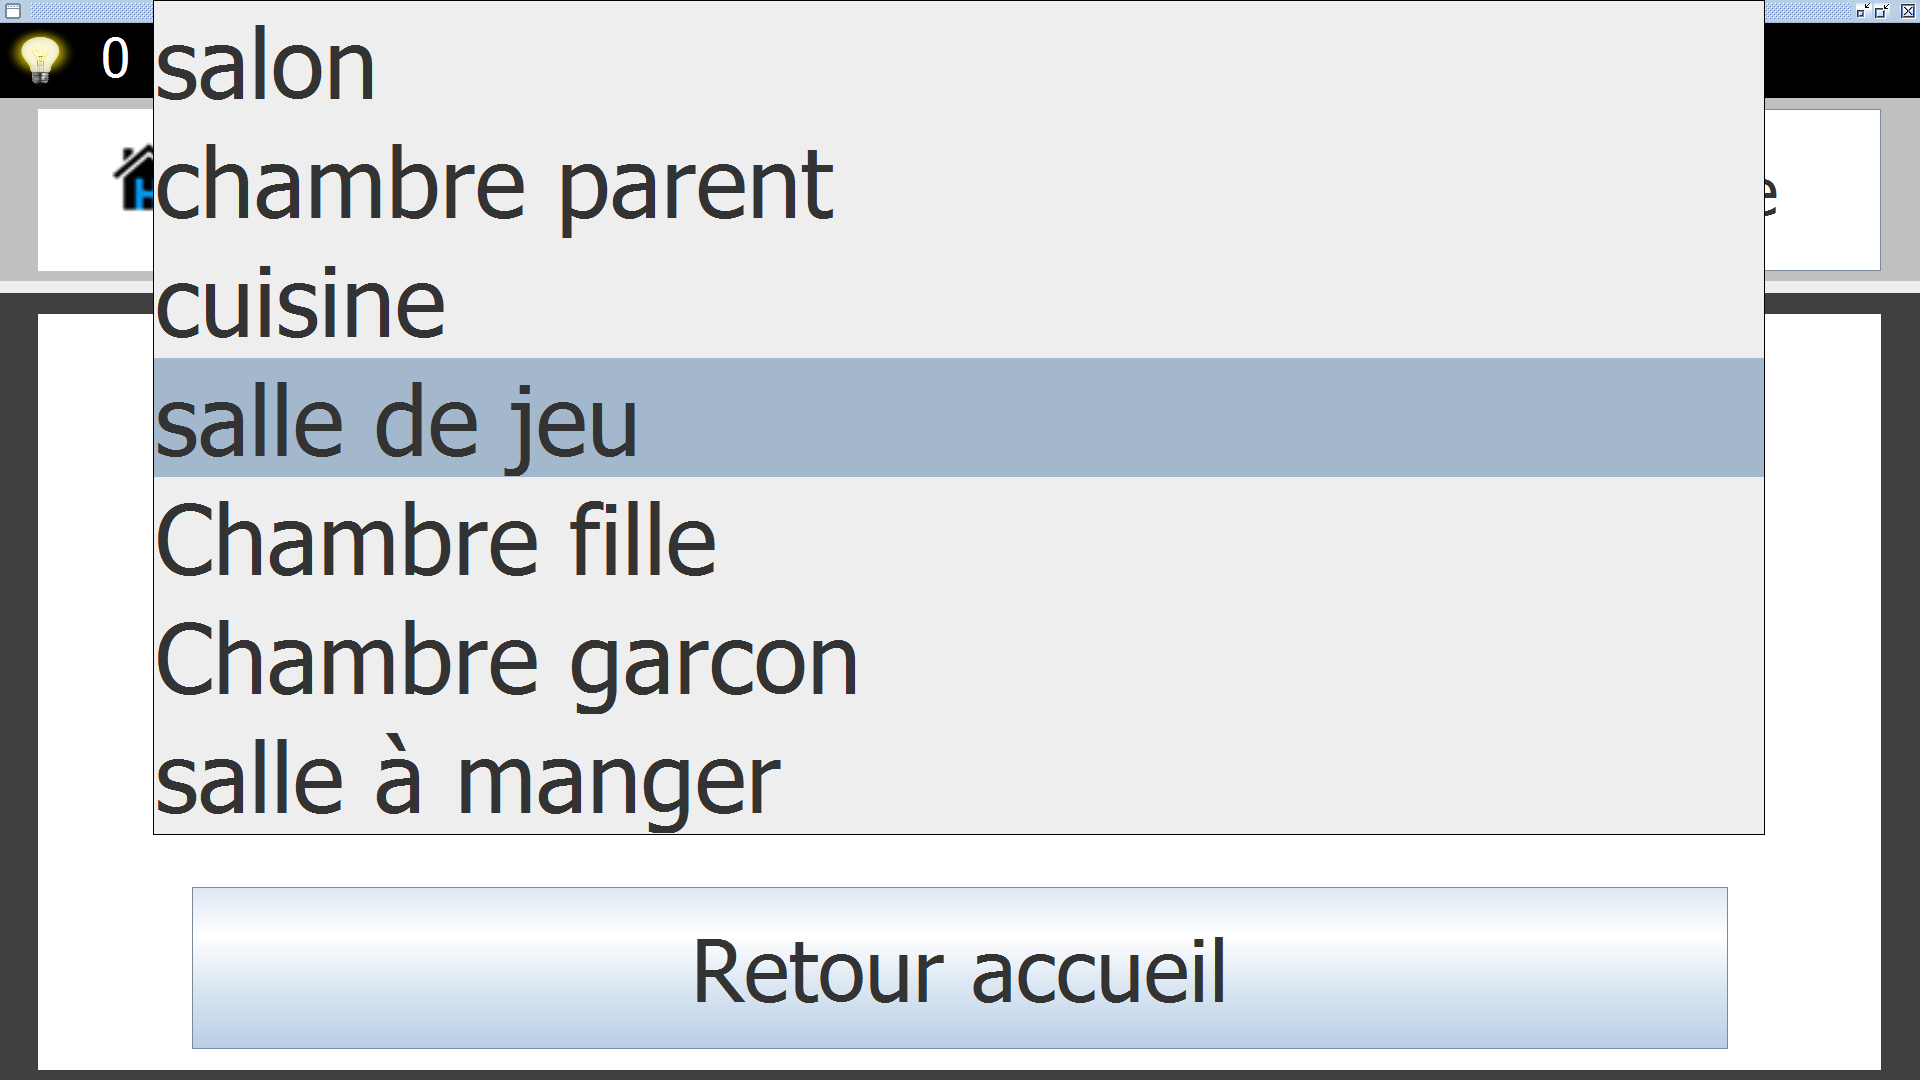 0
salon
chambre parent
e
cuisine
salle de jeu
Chambre fille
Chambre garcon
salle à manger
Retour accueil